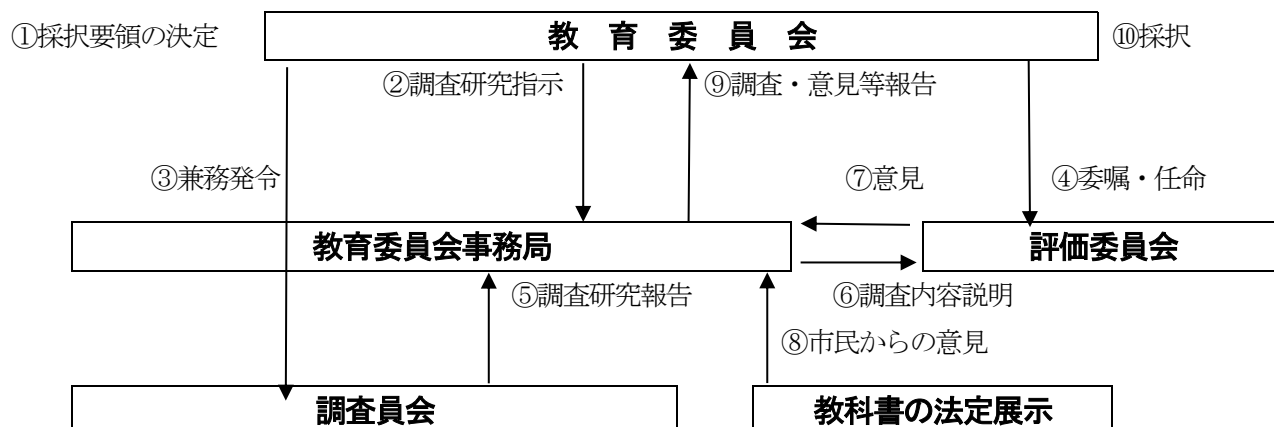 ①採択要領の決定
教 育 委 員 会
⑩採択
②調査研究指示
⑨調査・意見等報告
③兼務発令
⑦意見
④委嘱・任命
教育委員会事務局
評価委員会
⑤調査研究報告
⑥調査内容説明
⑧市民からの意見
調査員会
教科書の法定展示